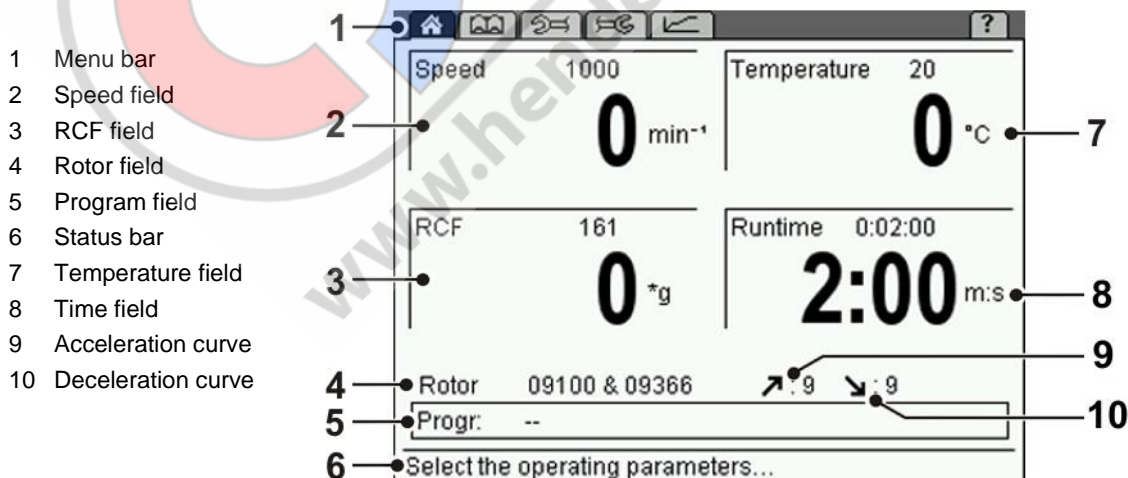 1 Menu bar
2 Speed field
3 RCF field
4 Rotor field
5 Program field
6 Status bar
7 Temperature field
8 Time field
9 Acceleration curve
10 Deceleration curve
1
?
Speed 1000
0 min⁻¹
2
Temperature 20
0 °C
7
RCF 161
0 *g
3
Runtime 0:02:00
2:00 m:s
8
9
4
Rotor 09100 & 09366 : 9 : 9
10
5
Progr: --
6
Select the operating parameters...